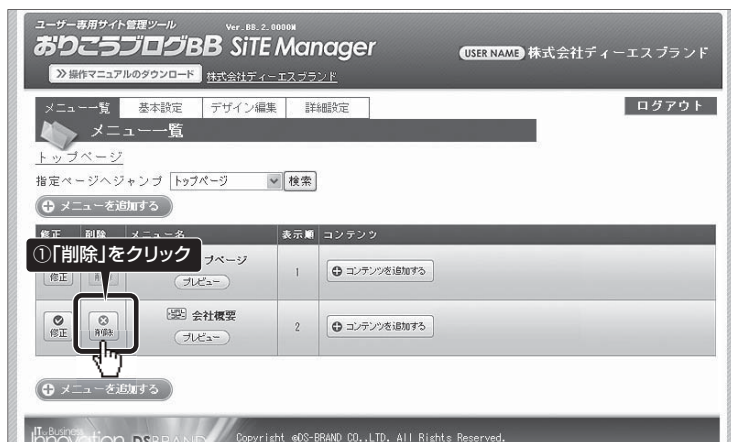 ユーザー専用サイト管理ツール Ver.BB.2.0000N
おりこうブログBB SiTE Manager
USER NAME 株式会社ディーエスブランド
操作マニュアルのダウンロード 株式会社ディーエスブランド
メニュー一覧 基本設定 デザイン編集 詳細設定 ログアウト
メニュー一覧
トップページ
指定ページへジャンプ トップページ 検索
メニューを追加する
修正 削除 メニュー名 表示順 コンテンツ
①「削除」をクリック
プページ
修正 1 コンテンツを追加する
プレビュー
会社概要
修正 削除 2 コンテンツを追加する
プレビュー
メニューを追加する
IT for Business
Innovation DSBRAND Copyright ©DS-BRAND CO.,LTD. All Rights Reserved.